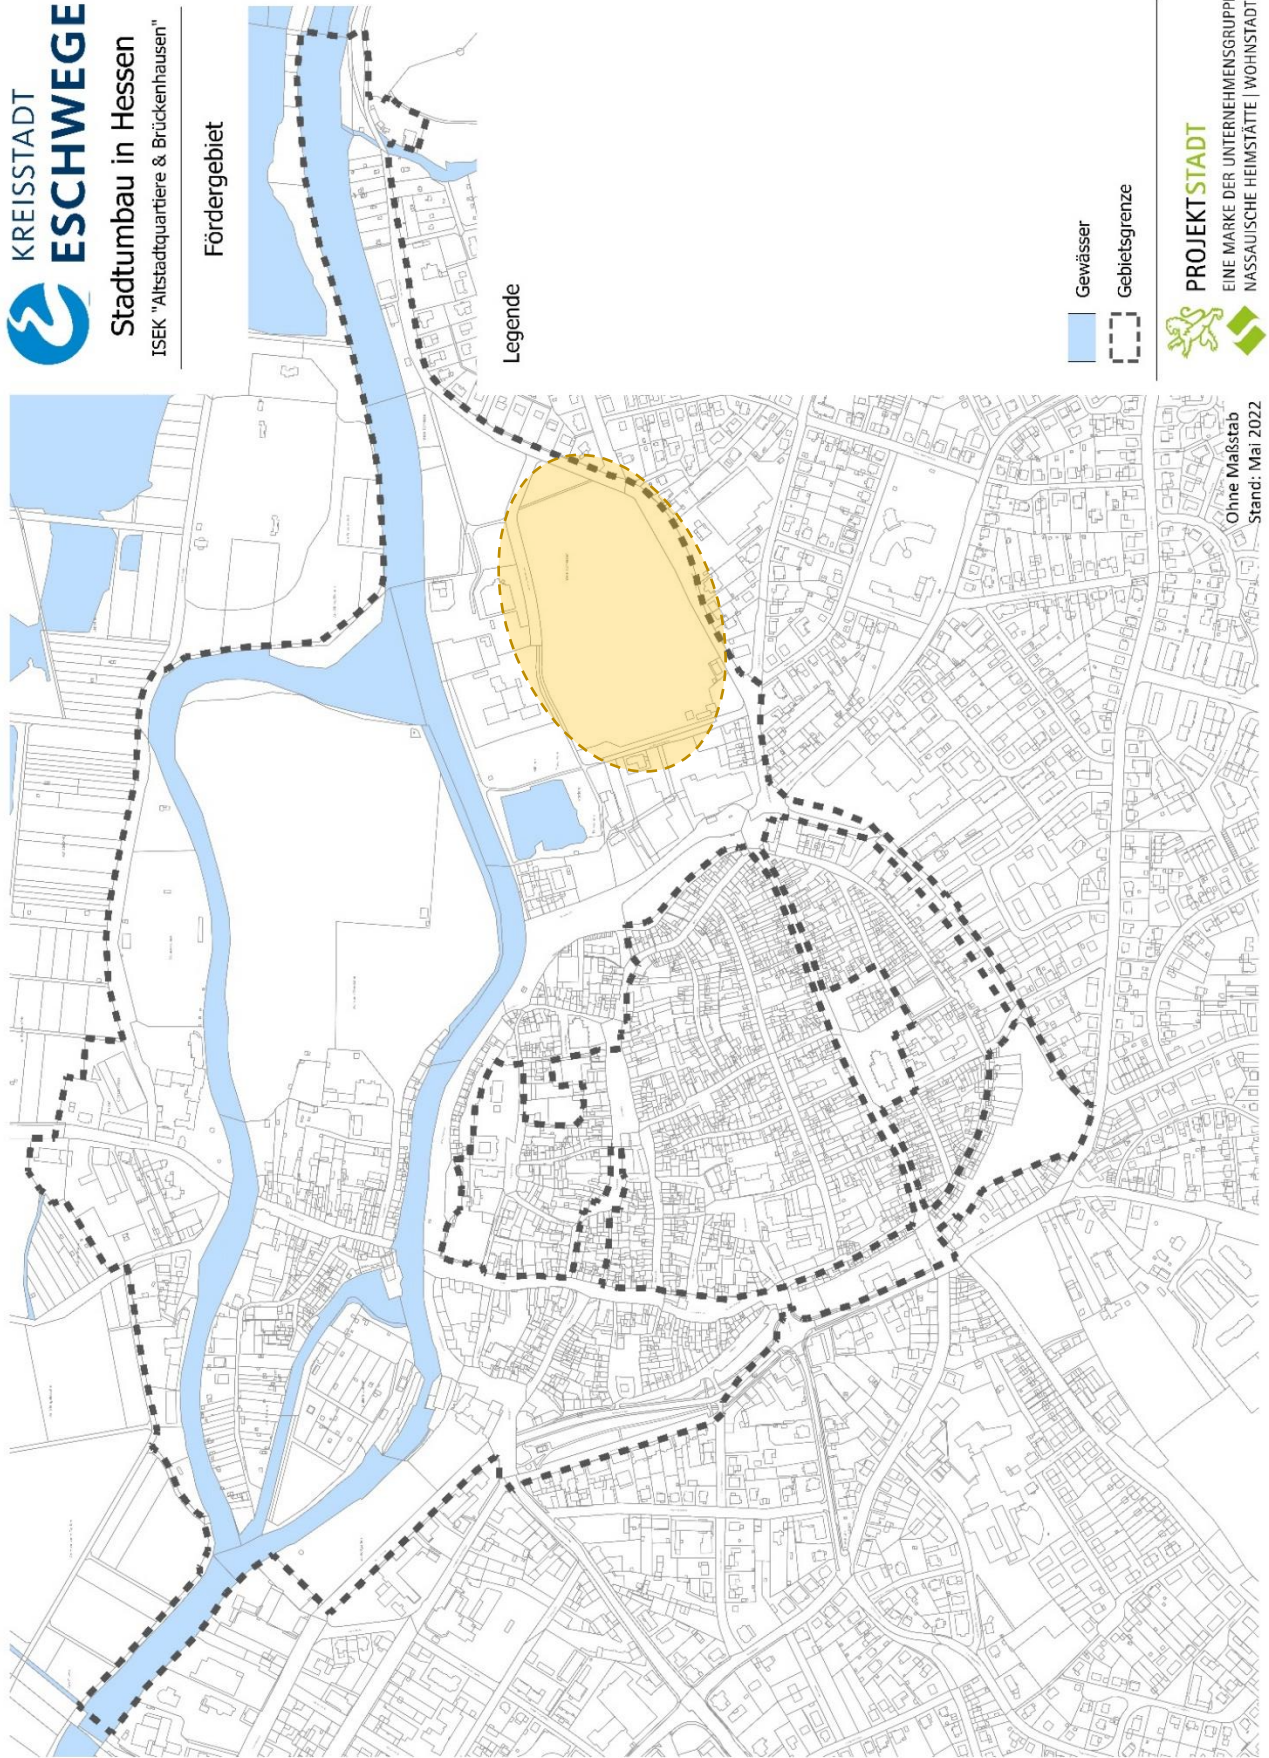 KREISSTADT
ESCHWEGE
Stadtumbau in Hessen
ISEK "Altstadtquartiere & Brückenhausen"
Fördergebiet
Legende
Gewässer
Gebietsgrenze
PROJEKTSTADT
EINE MARKE DER UNTERNEHMENSGRUPPE
NASSAUISCHE HEIMSTÄTTE | WOHNSTADT
Ohne Maßstab
Stand: Mai 2022